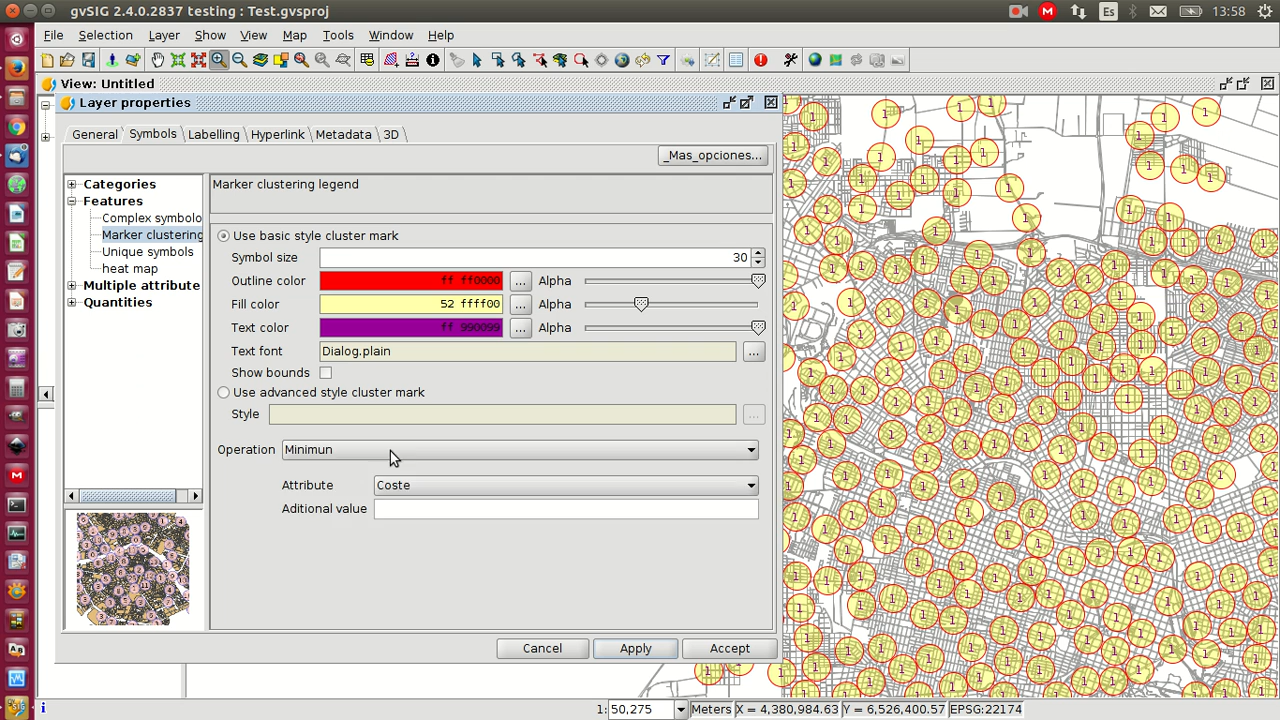 gvSIG 2.4.0.2837 testing : Test.gvsproj
Es
13:58
File Selection Layer Show View Map Tools Window Help
View: Untitled
Layer properties
General Symbols Labelling Hyperlink Metadata 3D
_Mas_opciones...
Categories
Features
Complex symbolo
Marker clustering
Unique symbols
heat map
Multiple attribute
Quantities
Marker clustering legend
Use basic style cluster mark
Symbol size 30
Outline color ff ff0000 ... Alpha
Fill color 52 ffff00 ... Alpha
Text color ff 990099 ... Alpha
Text font Dialog.plain ...
Show bounds
Use advanced style cluster mark
Style ...
Operation Minimun
Attribute Coste
Aditional value
Cancel Apply Accept
1: 50,275 Meters X = 4,380,984.63 Y = 6,526,400.57 EPSG:22174